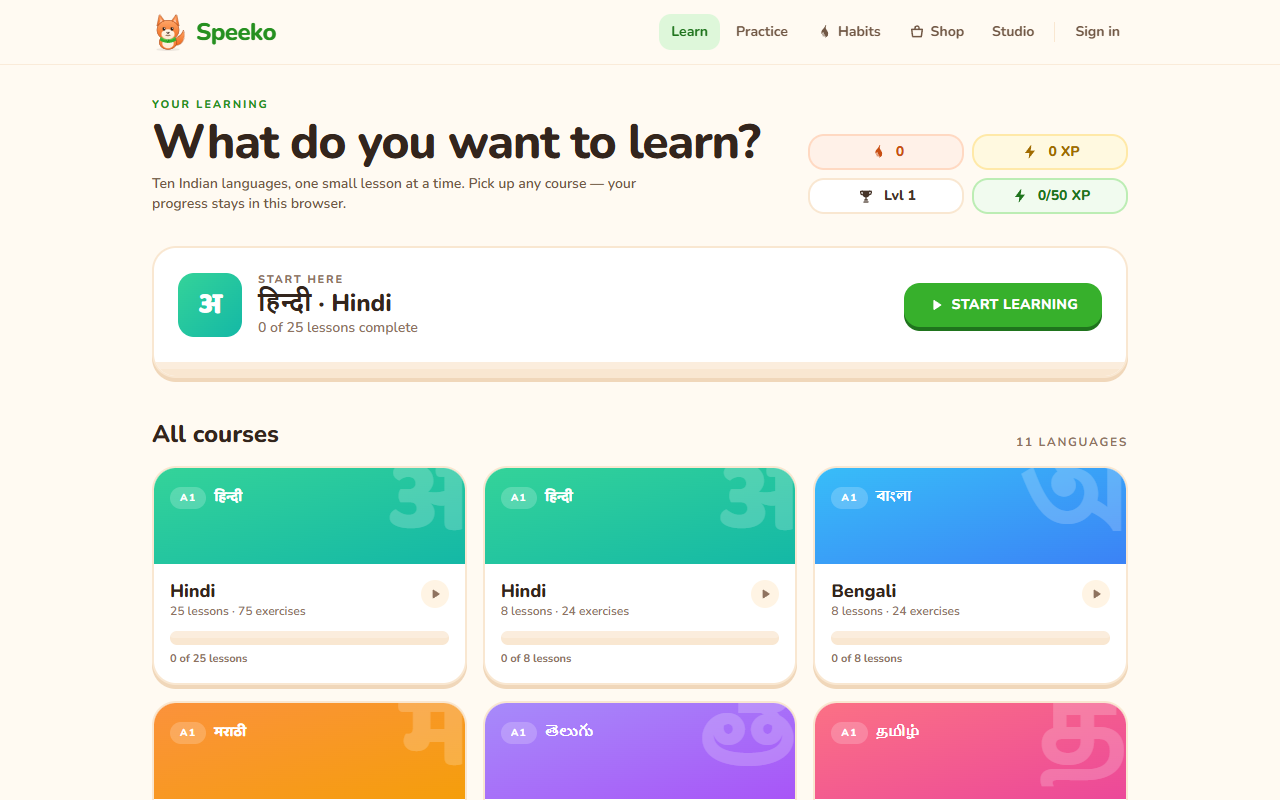 Speeko
Learn
Practice
Habits
Shop
Studio
Sign in
YOUR LEARNING
What do you want to learn?
Ten Indian languages, one small lesson at a time. Pick up any course — your
progress stays in this browser.
0
0 XP
Lvl 1
0/50 XP
अ
START HERE
हिन्दी · Hindi
0 of 25 lessons complete
START LEARNING
All courses
11 LANGUAGES
A1 हिन्दी
अ
Hindi
25 lessons · 75 exercises
0 of 25 lessons
A1 हिन्दी
अ
Hindi
8 lessons · 24 exercises
0 of 8 lessons
A1 বাংলা
অ
Bengali
8 lessons · 24 exercises
0 of 8 lessons
A1 मराठी
म
A1 తెలుగు
తె
A1 தமிழ்
த